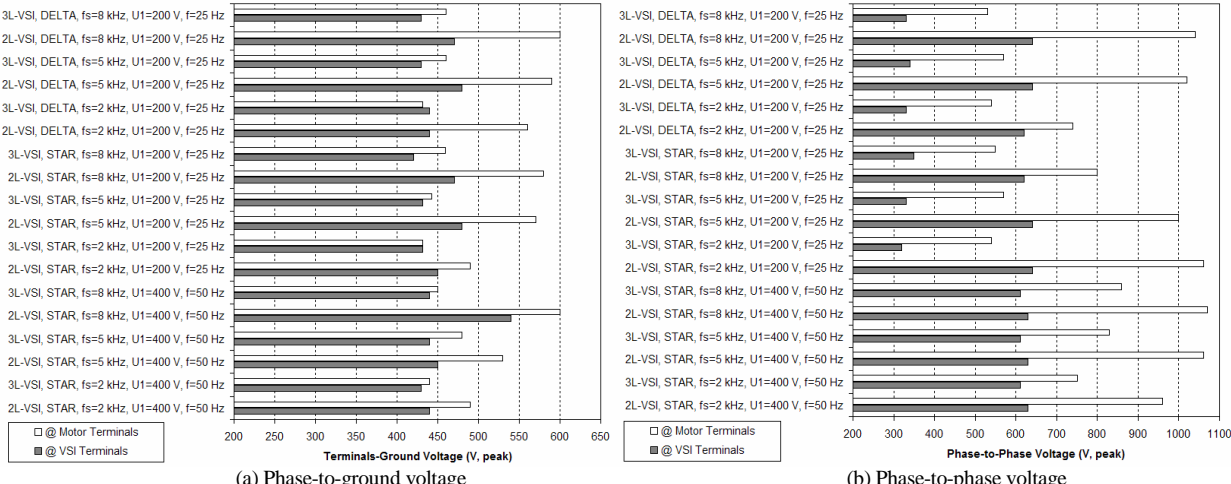 3L-VSI, DELTA, fs=8 kHz, U1=200 V, f=25 Hz
2L-VSI, DELTA, fs=8 kHz, U1=200 V, f=25 Hz
3L-VSI, DELTA, fs=5 kHz, U1=200 V, f=25 Hz
2L-VSI, DELTA, fs=5 kHz, U1=200 V, f=25 Hz
3L-VSI, DELTA, fs=2 kHz, U1=200 V, f=25 Hz
2L-VSI, DELTA, fs=2 kHz, U1=200 V, f=25 Hz
3L-VSI, STAR, fs=8 kHz, U1=200 V, f=25 Hz
2L-VSI, STAR, fs=8 kHz, U1=200 V, f=25 Hz
3L-VSI, STAR, fs=5 kHz, U1=200 V, f=25 Hz
2L-VSI, STAR, fs=5 kHz, U1=200 V, f=25 Hz
3L-VSI, STAR, fs=2 kHz, U1=200 V, f=25 Hz
2L-VSI, STAR, fs=2 kHz, U1=200 V, f=25 Hz
3L-VSI, STAR, fs=8 kHz, U1=400 V, f=50 Hz
2L-VSI, STAR, fs=8 kHz, U1=400 V, f=50 Hz
3L-VSI, STAR, fs=5 kHz, U1=400 V, f=50 Hz
2L-VSI, STAR, fs=5 kHz, U1=400 V, f=50 Hz
3L-VSI, STAR, fs=2 kHz, U1=400 V, f=50 Hz
2L-VSI, STAR, fs=2 kHz, U1=400 V, f=50 Hz
@ Motor Terminals
@ VSI Terminals
200 250 300 350 400 450 500 550 600 650
Terminals-Ground Voltage (V, peak)
(a) Phase-to-ground voltage
3L-VSI, DELTA, fs=8 kHz, U1=200 V, f=25 Hz
2L-VSI, DELTA, fs=8 kHz, U1=200 V, f=25 Hz
3L-VSI, DELTA, fs=5 kHz, U1=200 V, f=25 Hz
2L-VSI, DELTA, fs=5 kHz, U1=200 V, f=25 Hz
3L-VSI, DELTA, fs=2 kHz, U1=200 V, f=25 Hz
2L-VSI, DELTA, fs=2 kHz, U1=200 V, f=25 Hz
3L-VSI, STAR, fs=8 kHz, U1=200 V, f=25 Hz
2L-VSI, STAR, fs=8 kHz, U1=200 V, f=25 Hz
3L-VSI, STAR, fs=5 kHz, U1=200 V, f=25 Hz
2L-VSI, STAR, fs=5 kHz, U1=200 V, f=25 Hz
3L-VSI, STAR, fs=2 kHz, U1=200 V, f=25 Hz
2L-VSI, STAR, fs=2 kHz, U1=200 V, f=25 Hz
3L-VSI, STAR, fs=8 kHz, U1=400 V, f=50 Hz
2L-VSI, STAR, fs=8 kHz, U1=400 V, f=50 Hz
3L-VSI, STAR, fs=5 kHz, U1=400 V, f=50 Hz
2L-VSI, STAR, fs=5 kHz, U1=400 V, f=50 Hz
3L-VSI, STAR, fs=2 kHz, U1=400 V, f=50 Hz
2L-VSI, STAR, fs=2 kHz, U1=400 V, f=50 Hz
@ Motor Terminals
@ VSI Terminals
200 300 400 500 600 700 800 900 1000 1100
Phase-to-Phase Voltage (V, peak)
(b) Phase-to-phase voltage